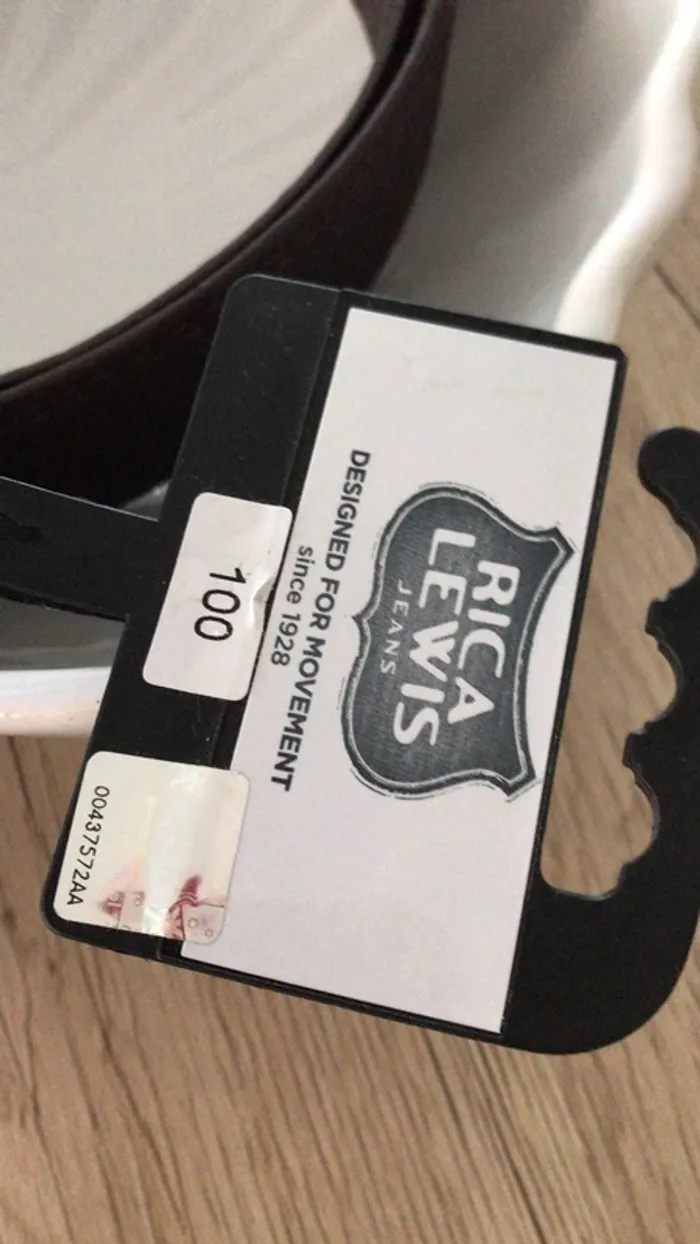 RICA
LEWIS
JEANS
DESIGNED FOR MOVEMENT
since 1928
100
00437572AA